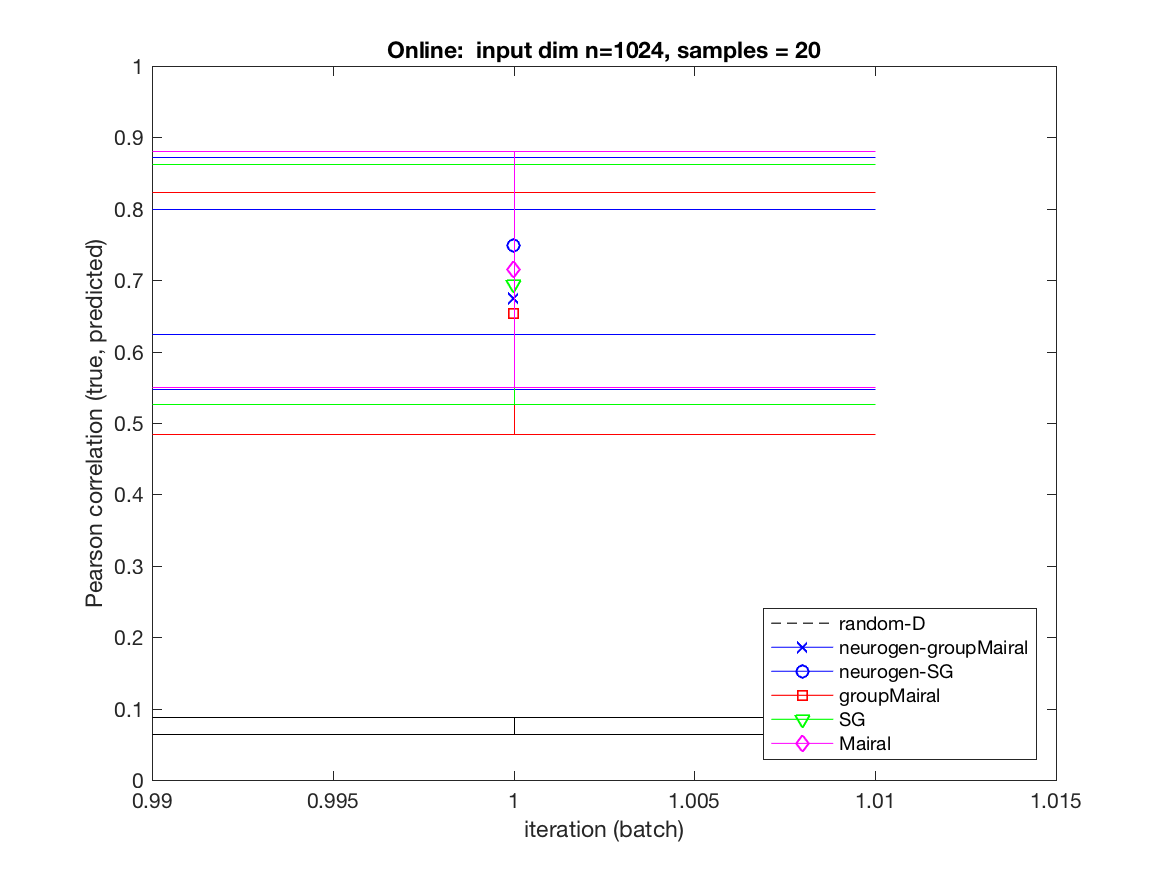 Online:  input dim n=1024, samples = 20
1
0.9
0.8
0.7
0.6
0.5
0.4
0.3
0.2
0.1
0
Pearson correlation (true, predicted)
random-D
neurogen-groupMairal
neurogen-SG
groupMairal
SG
Mairal
0.99
0.995
1
1.005
1.01
1.015
iteration (batch)